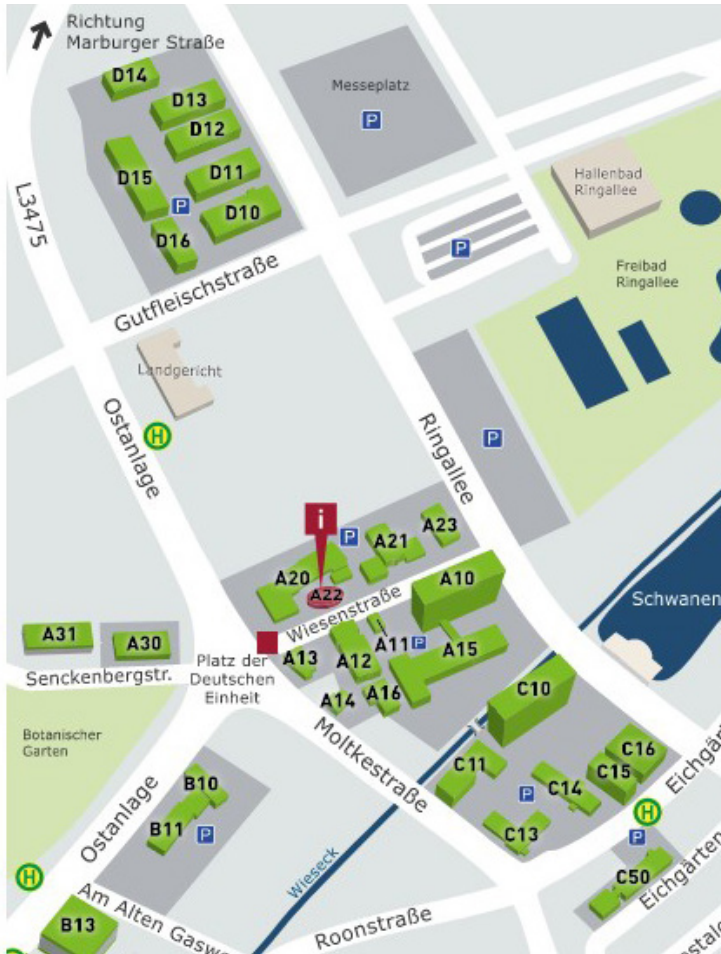 Richtung
Marburger Straße
D14
D13
D12
D15
D11
D10
D16
P
Messeplatz
P
L3475
Hallenbad
Ringallee
P
Freibad
Ringallee
Gutfleischstraße
Landgericht
Ostanlage
H
Ringallee
P
i
P
A23
A21
A20
A22
A10
Wiesenstraße
Schwanen
A31
A30
Senckenbergstr.
Platz der
Deutschen
Einheit
A13
A12
A11
P
A15
A14
A16
C10
Botanischer
Garten
Moltkestraße
C11
C16
C15
C14
Eichgärt
P
C13
H
P
B10
B11
P
Ostanlage
H
Wieseck
C50
Eichgärten
B13
Am Alten Gasw
Roonstraße